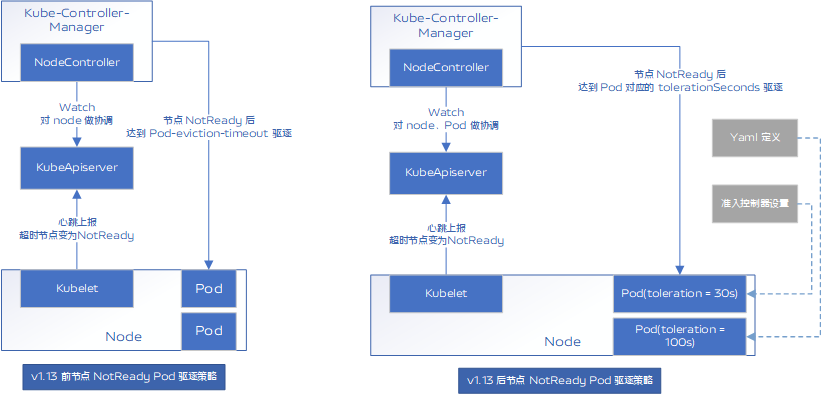 Kube-Controller-
Manager
NodeController
Watch
对 node 做协调
节点 NotReady 后
达到 Pod-eviction-timeout 驱逐
KubeApiserver
心跳上报
超时节点变为NotReady
Kubelet
Pod
Pod
Node
v1.13 前节点 NotReady Pod 驱逐策略
Kube-Controller-
Manager
NodeController
Watch
对 node、Pod 做协调
节点 NotReady 后
达到 Pod 对应的 tolerationSeconds 驱逐
KubeApiserver
Yaml 定义
准入控制器设置
心跳上报
超时节点变为NotReady
Kubelet
Pod(toleration = 30s)
Pod(toleration =
100s)
Node
v1.13 后节点 NotReady Pod 驱逐策略